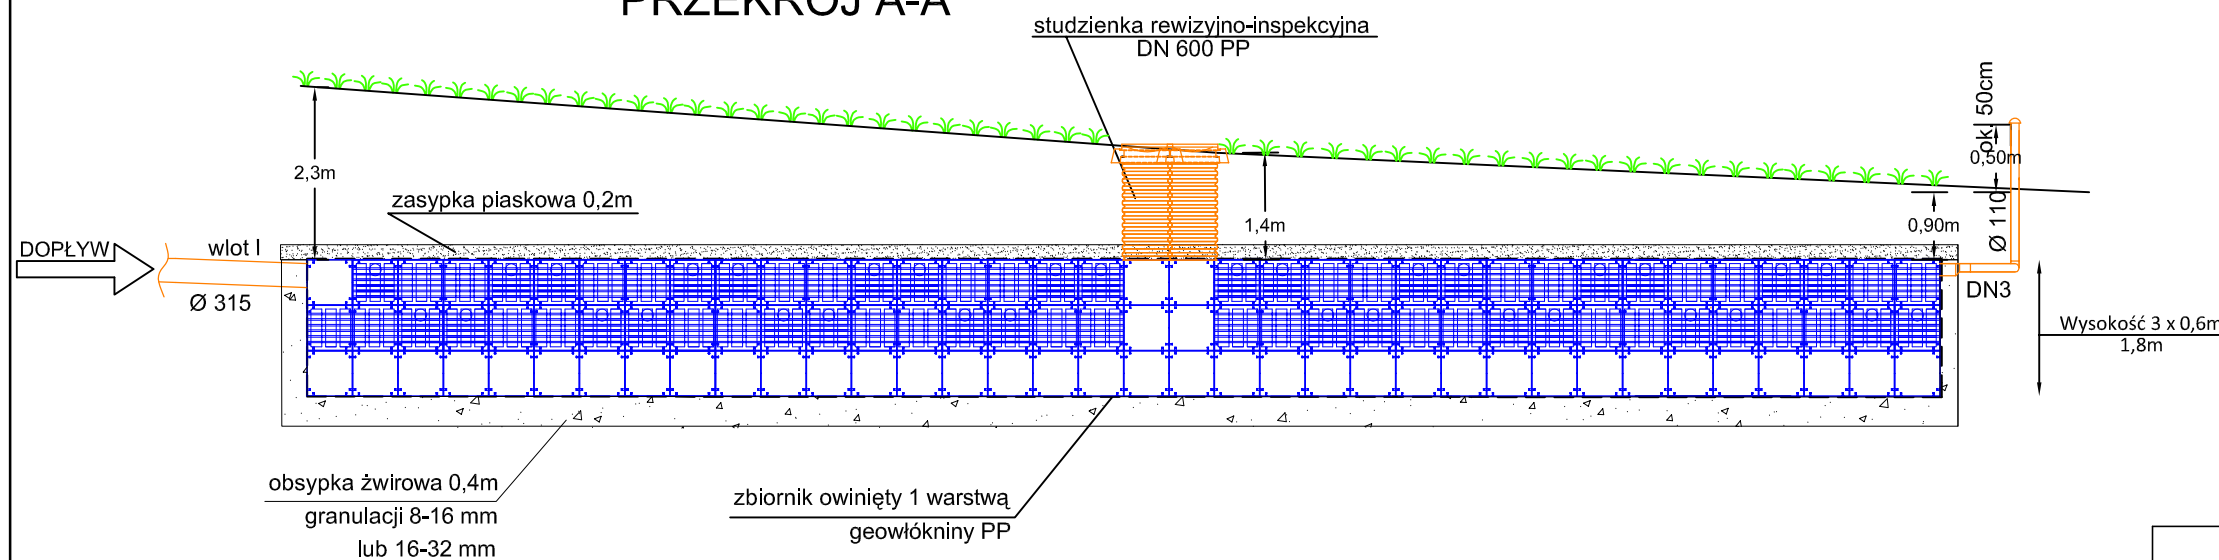 PRZEKRÓJ A-A
studzienka rewizyjno-inspekcyjna
DN 600 PP
ok. 50cm
0,50m
2,3m
zasypka piaskowa 0,2m
1,4m
0,90m
Ø 110
DOPŁYW
wlot I
Ø 315
DN3
Wysokość 3 x 0,6m
1,8m
obsypka żwirowa 0,4m
granulacji 8-16 mm
lub 16-32 mm
zbiornik owinięty 1 warstwą
geowłókniny PP